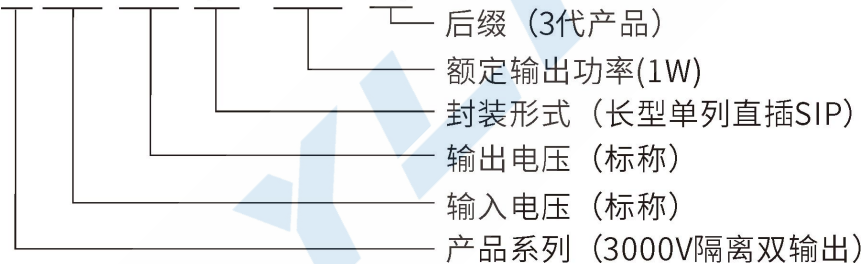 后缀（3代产品）
额定输出功率(1W)
封装形式（长型单列直插SIP）
输出电压（标称）
输入电压（标称）
产品系列（3000V隔离双输出）